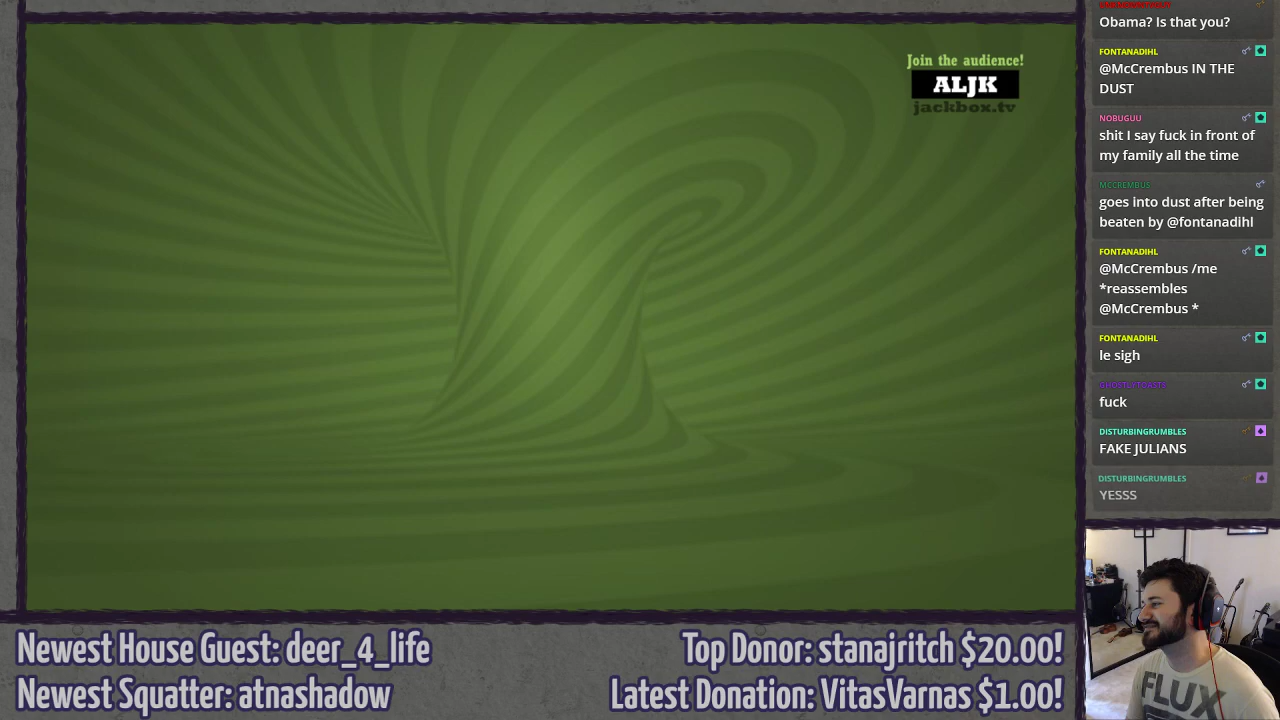 Join the audience!
ALJK
jackbox.tv
Obama? Is that you?
FONTANADIHL
@McCrembus IN THE
DUST
NOBUGUU
shit I say fuck in front of
my family all the time
MCCREMBUS
goes into dust after being
beaten by @fontanadihl
FONTANADIHL
@McCrembus /me
*reassembles
@McCrembus *
FONTANADIHL
le sigh
fuck
DISTURBINGRUMBLES
FAKE JULIANS
DISTURBINGRUMBLES
YESSS
FLUX
Newest House Guest: deer_4_life
Newest Squatter: atnashadow
Top Donor: stanajritch $20.00!
Latest Donation: VitasVarnas $1.00!